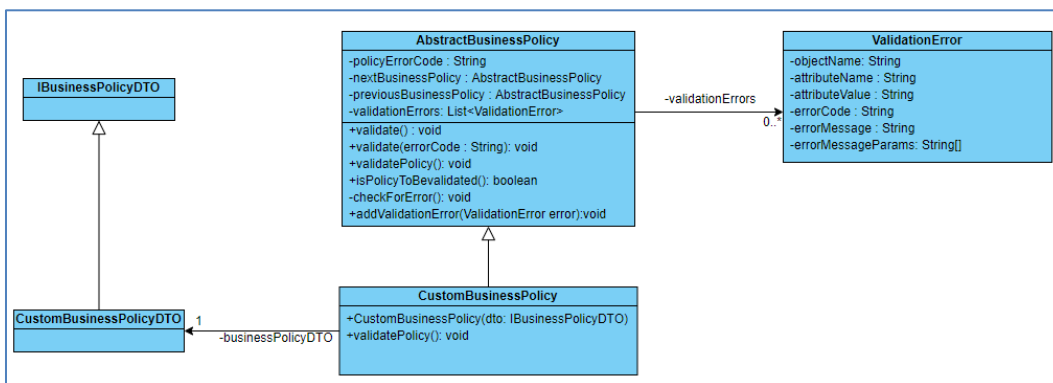 AbstractBusinessPolicy
-policyErrorCode : String
-nextBusinessPolicy : AbstractBusinessPolicy
-previousBusinessPolicy : AbstractBusinessPolicy
-validationErrors: List<ValidationError>
+validate() : void
+validate(errorCode : String): void
+validatePolicy(): void
+isPolicyToBevalidated(): boolean
-checkForError(): void
+addValidationError(ValidationError error):void
-validationErrors
0..*
ValidationError
-objectName: String
-attributeName : String
-attributeValue : String
-errorCode : String
-errorMessage : String
-errorMessageParams: String[]
IBusinessPolicyDTO
CustomBusinessPolicyDTO
1
-businessPolicyDTO
CustomBusinessPolicy
+CustomBusinessPolicy(dto: IBusinessPolicyDTO)
+validatePolicy(): void